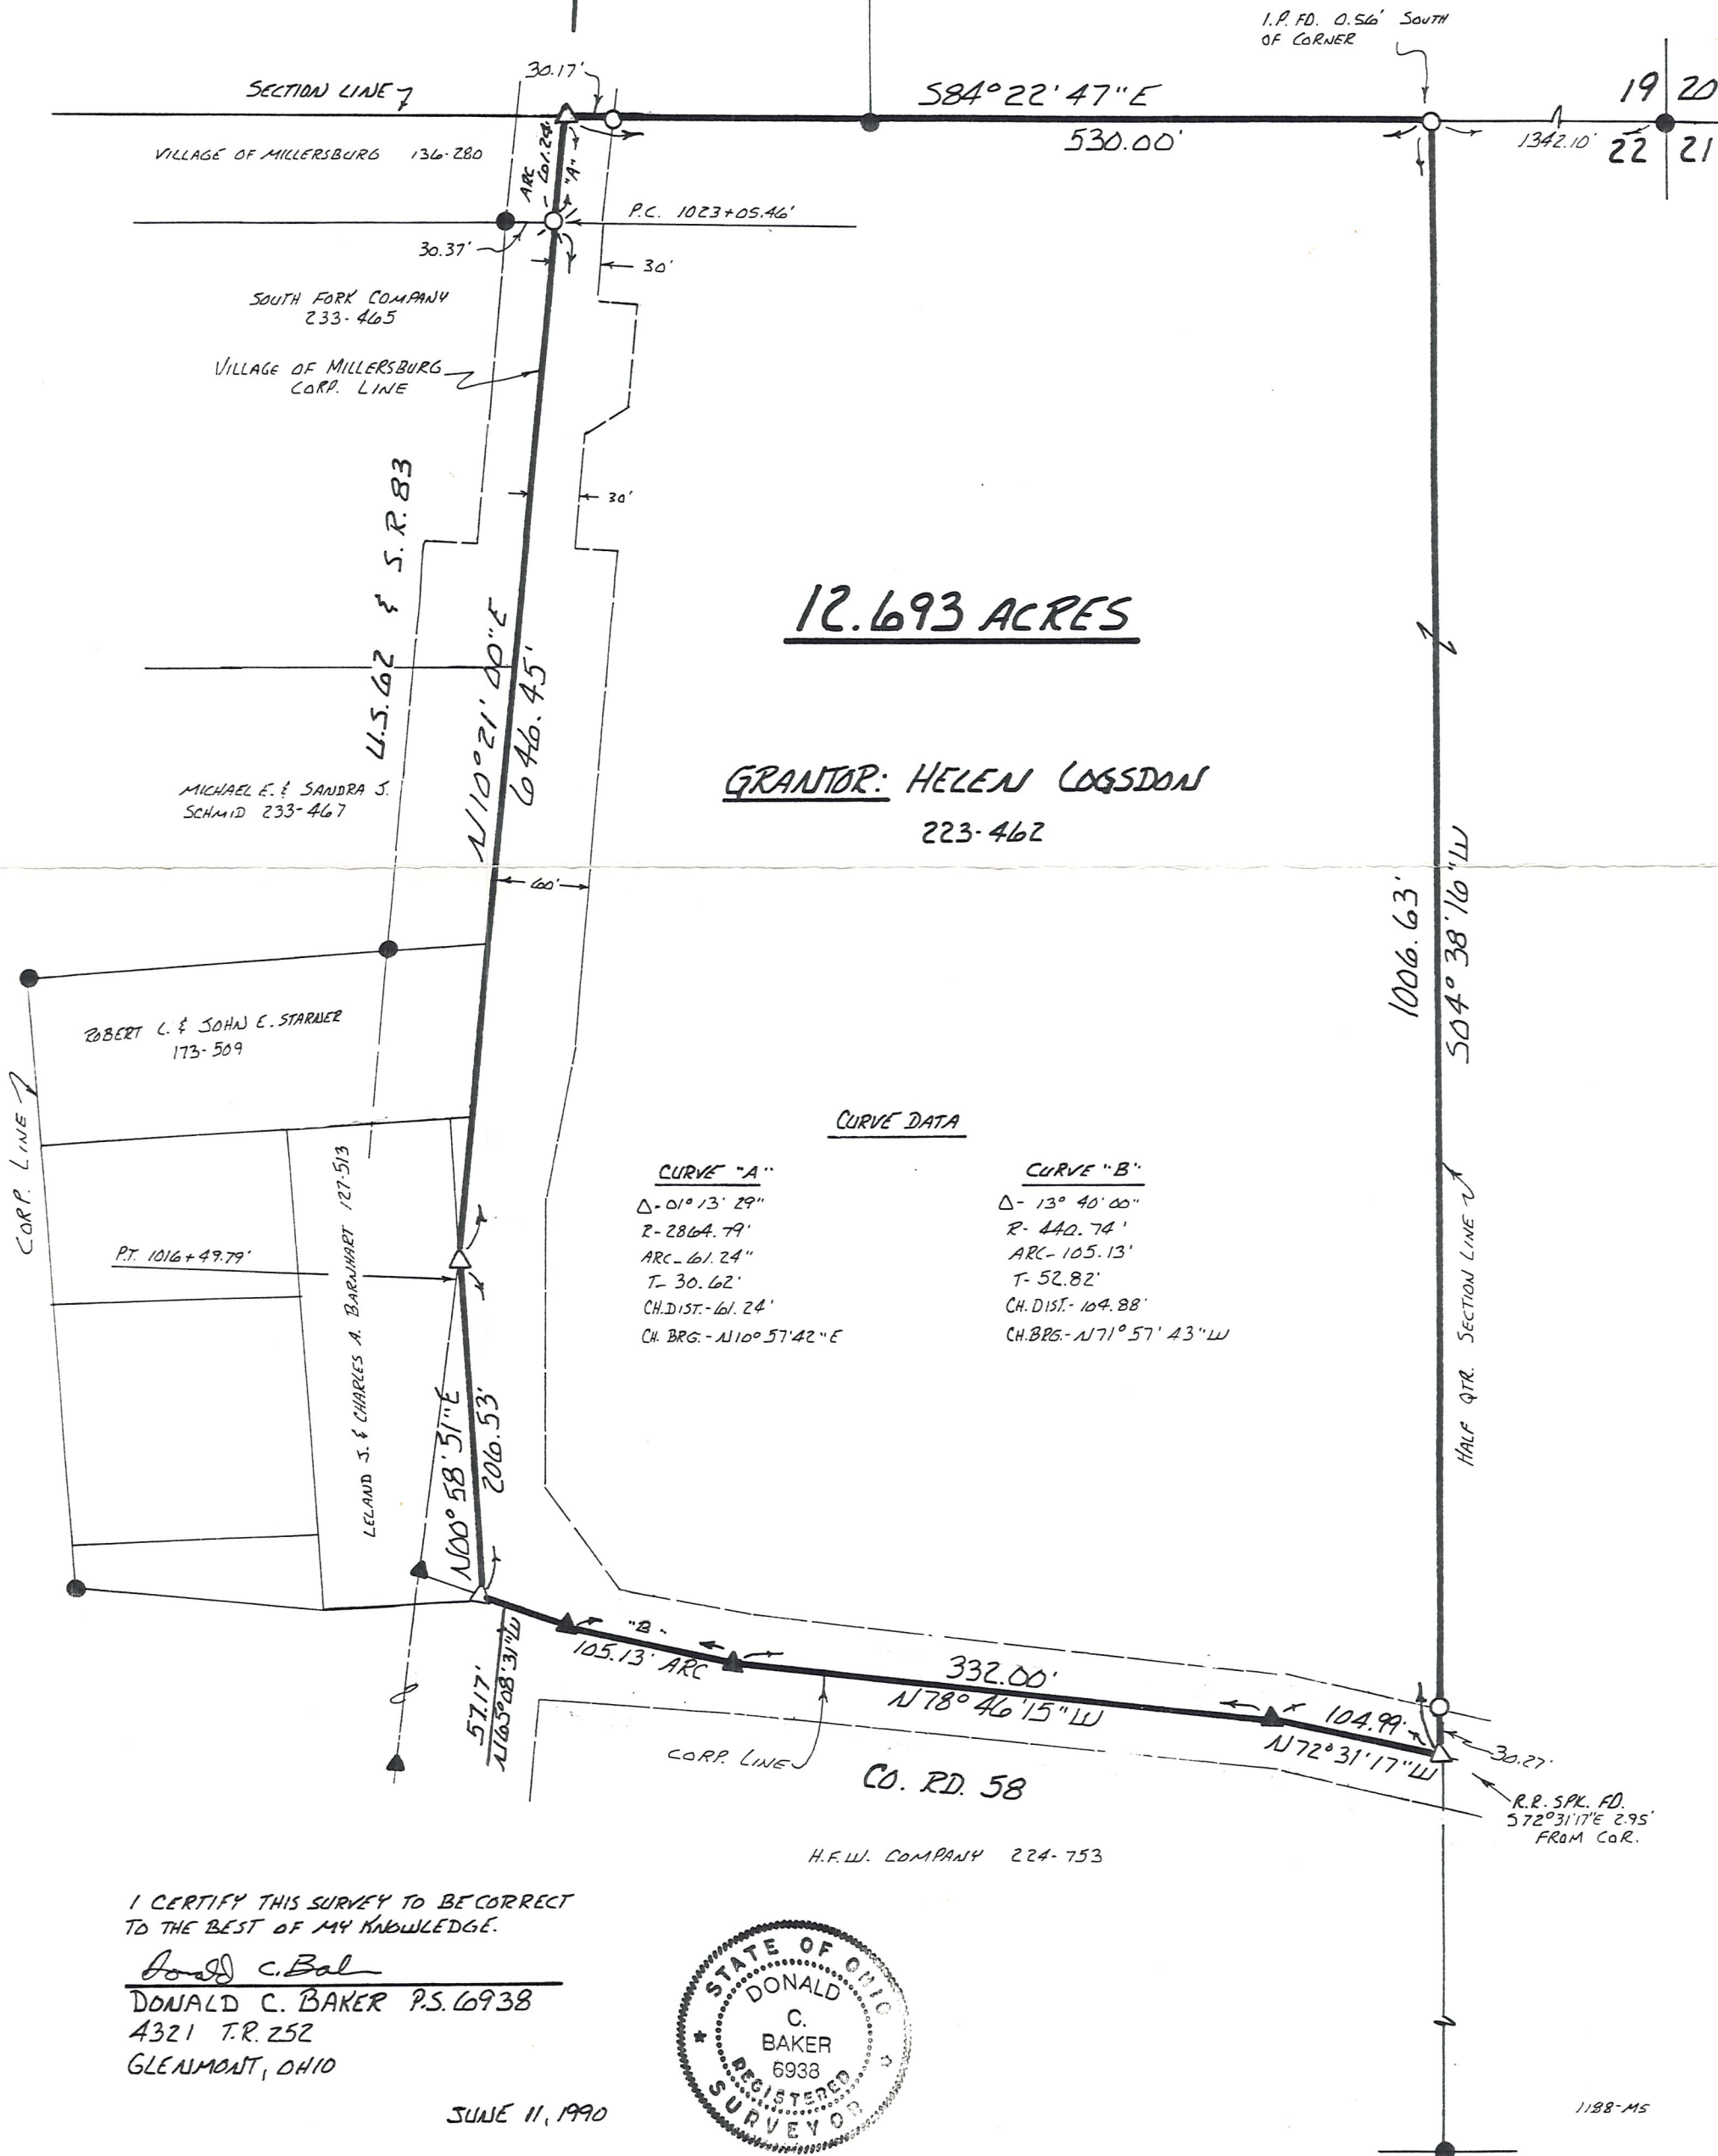 I.P. FD. 0.56' SOUTH
OF CORNER
30.17'
SECTION LINE
S84°22'47"E
530.00'
19 20
22 21
1342.10'
VILLAGE OF MILLERSBURG 136-280
ARC 61.24'
"A"
P.C. 1023+05.46'
30.37'
30'
SOUTH FORK COMPANY
233-465
VILLAGE OF MILLERSBURG
CORP. LINE
30'
U.S. 62 & S.R. 83
12.693 ACRES
N10°21'00"E
646.45'
GRANTOR: HELEN LOGSDON
223-462
MICHAEL E. & SANDRA J.
SCHMID 233-467
60'
1006.63'
S04°38'16"W
ROBERT L. & JOHN E. STARNER
173-509
CORP. LINE
CURVE DATA
CURVE "A"
Δ-01°13'29"
R-2864.79'
ARC-61.24"
T-30.62'
CH.DIST.-61.24'
CH. BRG.-N10°57'42"E
CURVE "B"
Δ-13°40'00"
R-440.74'
ARC-105.13'
T-52.82'
CH.DIST.-104.88'
CH.BRG.-N71°57'43"W
P.T. 1016+49.79'
LELAND J. & CHARLES A. BARNHART 127-513
HALF QTR. SECTION LINE
N00°58'51"E
206.53'
57.17'
N65°08'31"W
"B"
105.13' ARC
332.00'
N78°46'15"W
104.99'
N72°31'17"W
30.27'
CORP. LINE
CO. RD. 58
R.R. SPK. FD.
S72°31'17"E 2.95'
FROM COR.
H.F.W. COMPANY 224-753
I CERTIFY THIS SURVEY TO BE CORRECT
TO THE BEST OF MY KNOWLEDGE.
Donald C. Baker
DONALD C. BAKER P.S. 6938
4321 T.R. 252
GLENMONT, OHIO
JUNE 11, 1990
STATE OF OHIO
DONALD
C.
BAKER
6938
REGISTERED
SURVEYOR
1188-MS